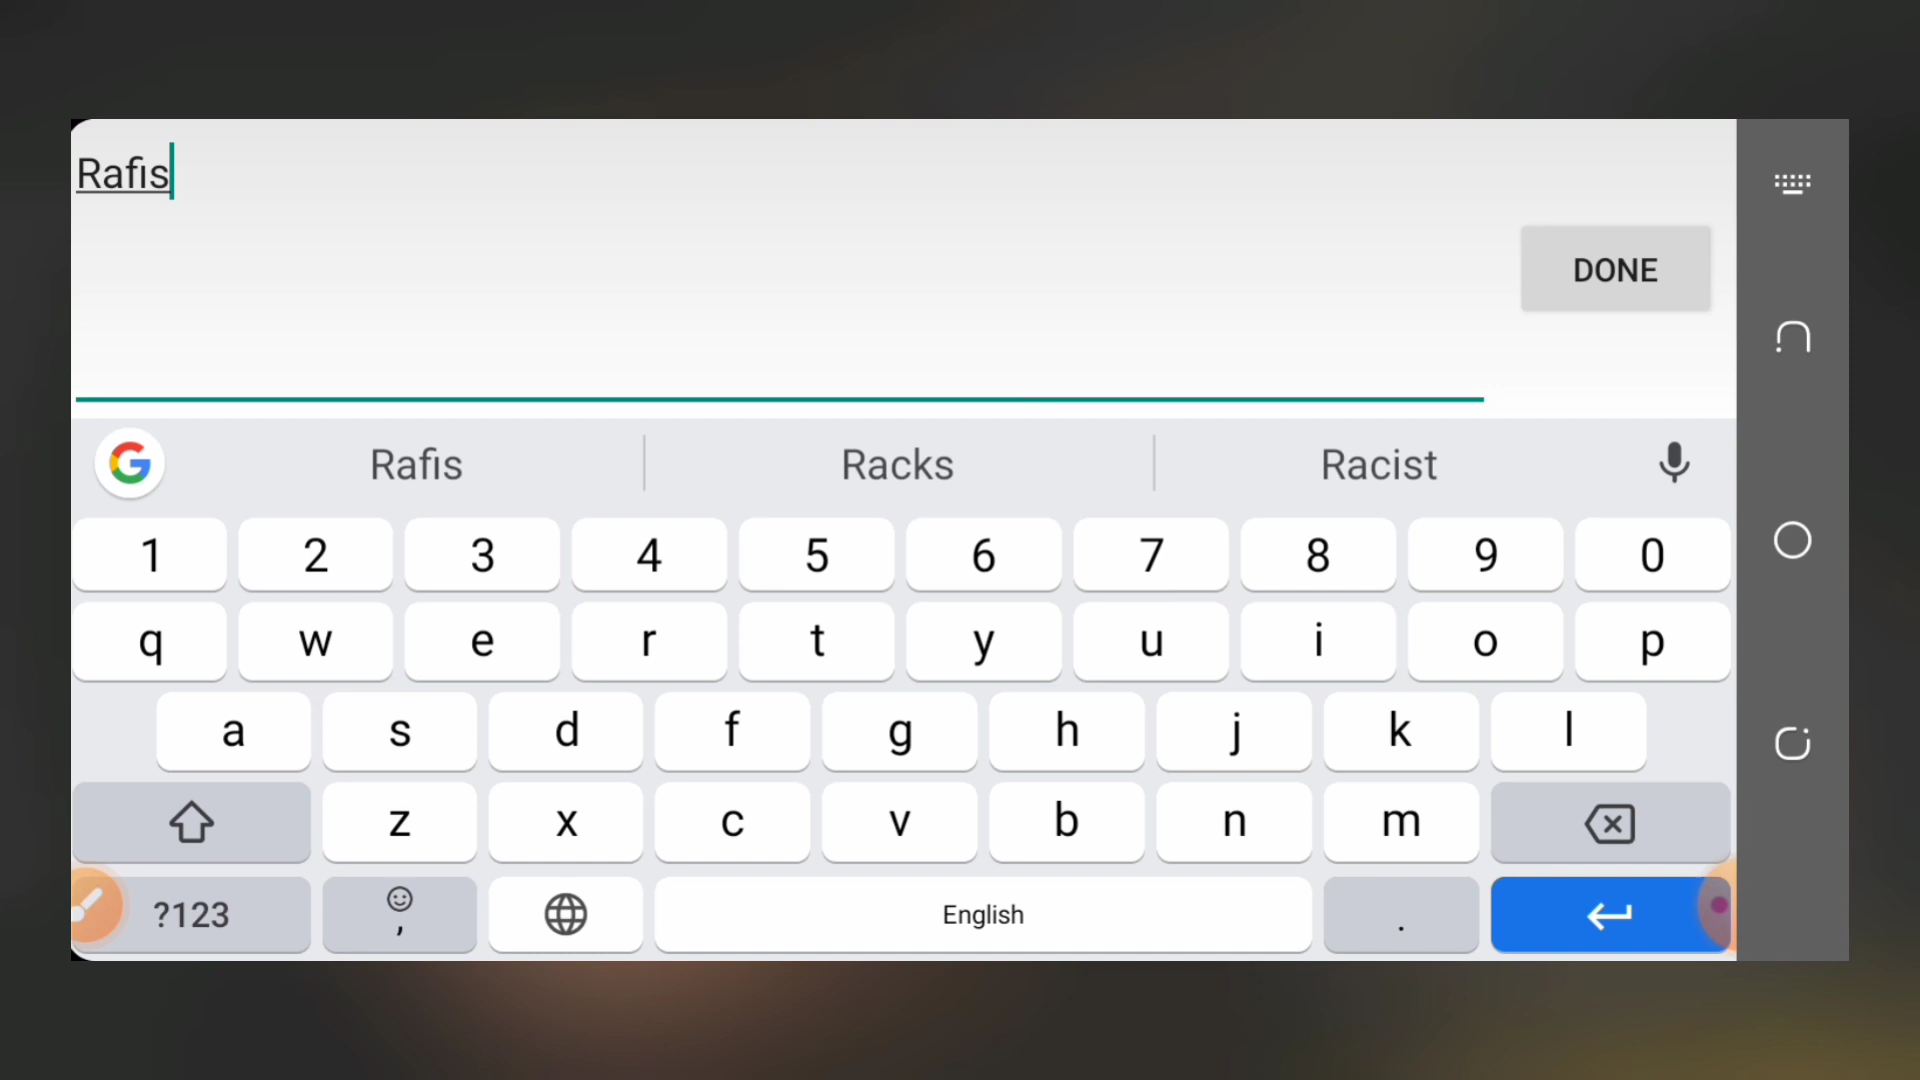 Rafis
DONE
Rafis Racks Racist
1 2 3 4 5 6 7 8 9 0
q w e r t y u i o p
a s d f g h j k l
z x c v b n m
?123 , English .